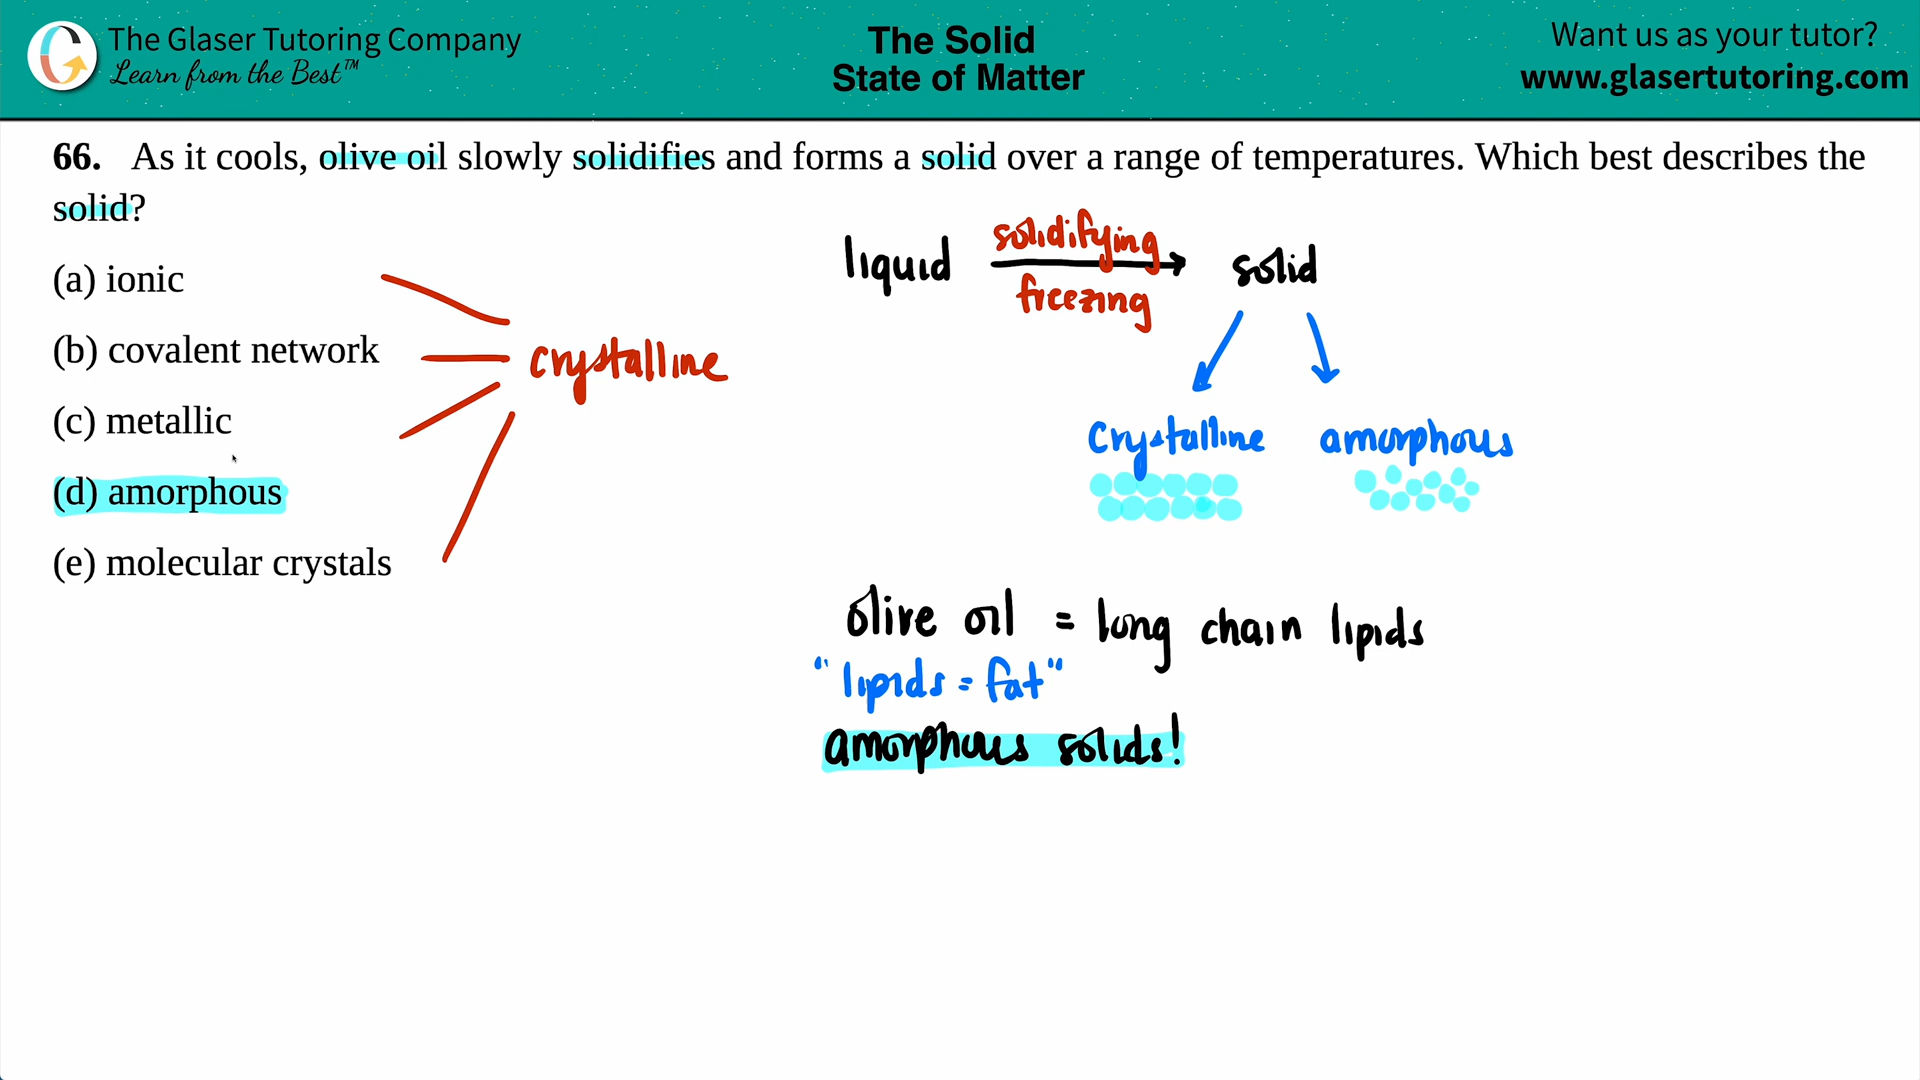 The Glaser Tutoring Company
Learn from the Best™
The Solid
State of Matter
Want us as your tutor?
www.glasertutoring.com
66. As it cools, olive oil slowly solidifies and forms a solid over a range of temperatures. Which best describes the
solid?
(a) ionic
(b) covalent network
(c) metallic
(d) amorphous
(e) molecular crystals
crystalline
liquid solidifying solid
freezing
crystalline amorphous
olive oil = long chain lipids
"lipids = fat"
amorphous solids!